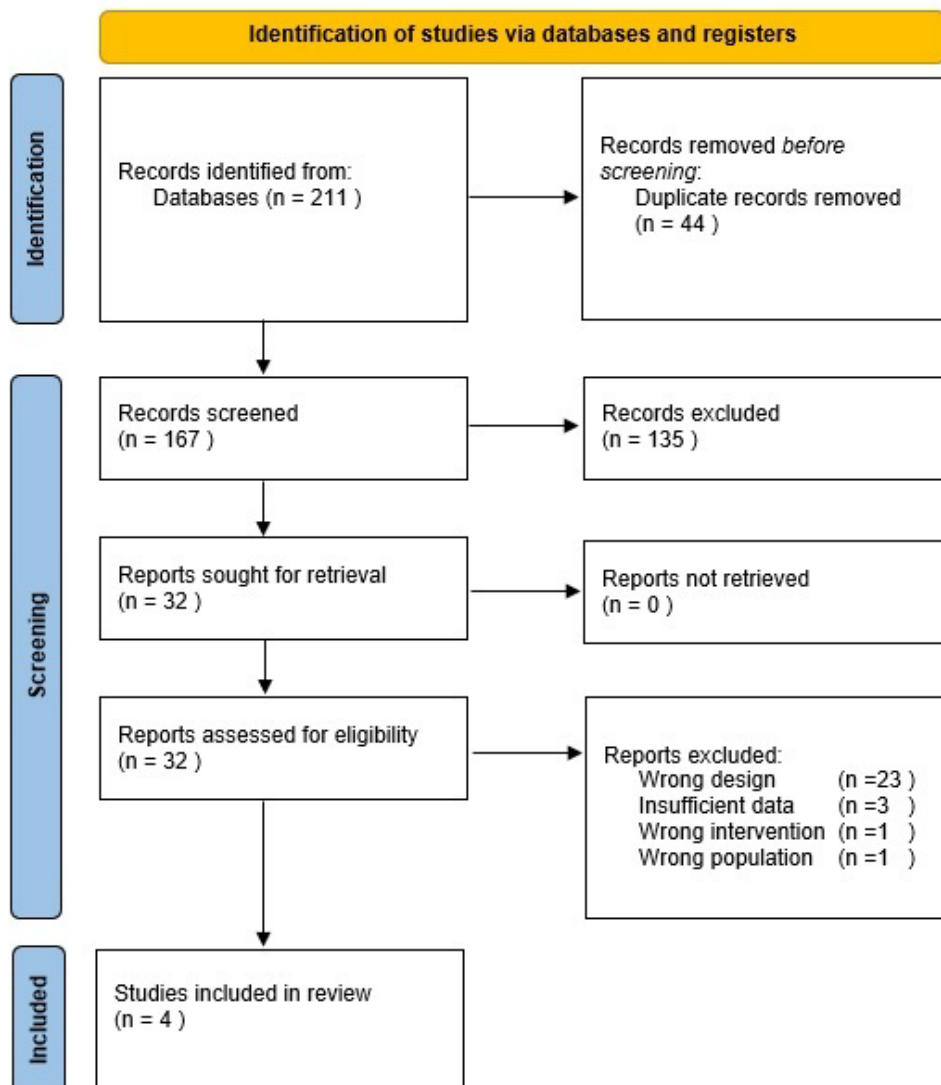 Identification of studies via databases and registers
Identification
Records identified from:
Databases (n = 211 )
Records removed before
screening:
Duplicate records removed
(n = 44 )
Screening
Records screened
(n = 167 )
Records excluded
(n = 135 )
Reports sought for retrieval
(n = 32 )
Reports not retrieved
(n = 0 )
Reports assessed for eligibility
(n = 32 )
Reports excluded:
Wrong design (n =23 )
Insufficient data (n =3 )
Wrong intervention (n =1 )
Wrong population (n =1 )
Included
Studies included in review
(n = 4 )